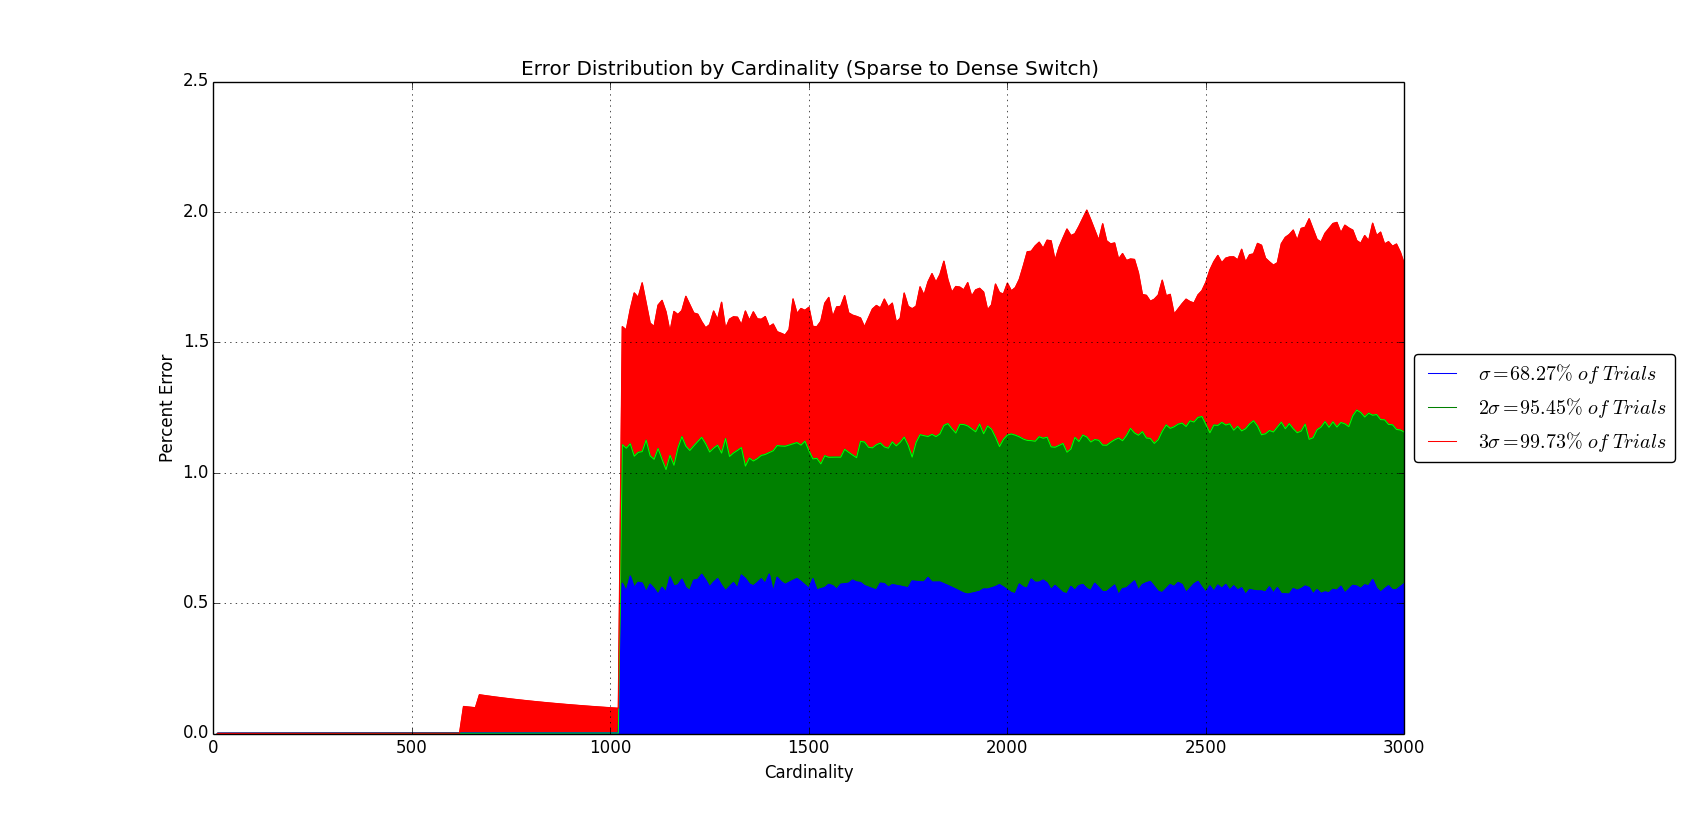 Error Distribution by Cardinality (Sparse to Dense Switch)
2.5
2.0
1.5
1.0
0.5
0.0
Percent Error
0 500 1000 1500 2000 2500 3000
Cardinality
σ=68.27% of Trials
2σ=95.45% of Trials
3σ=99.73% of Trials